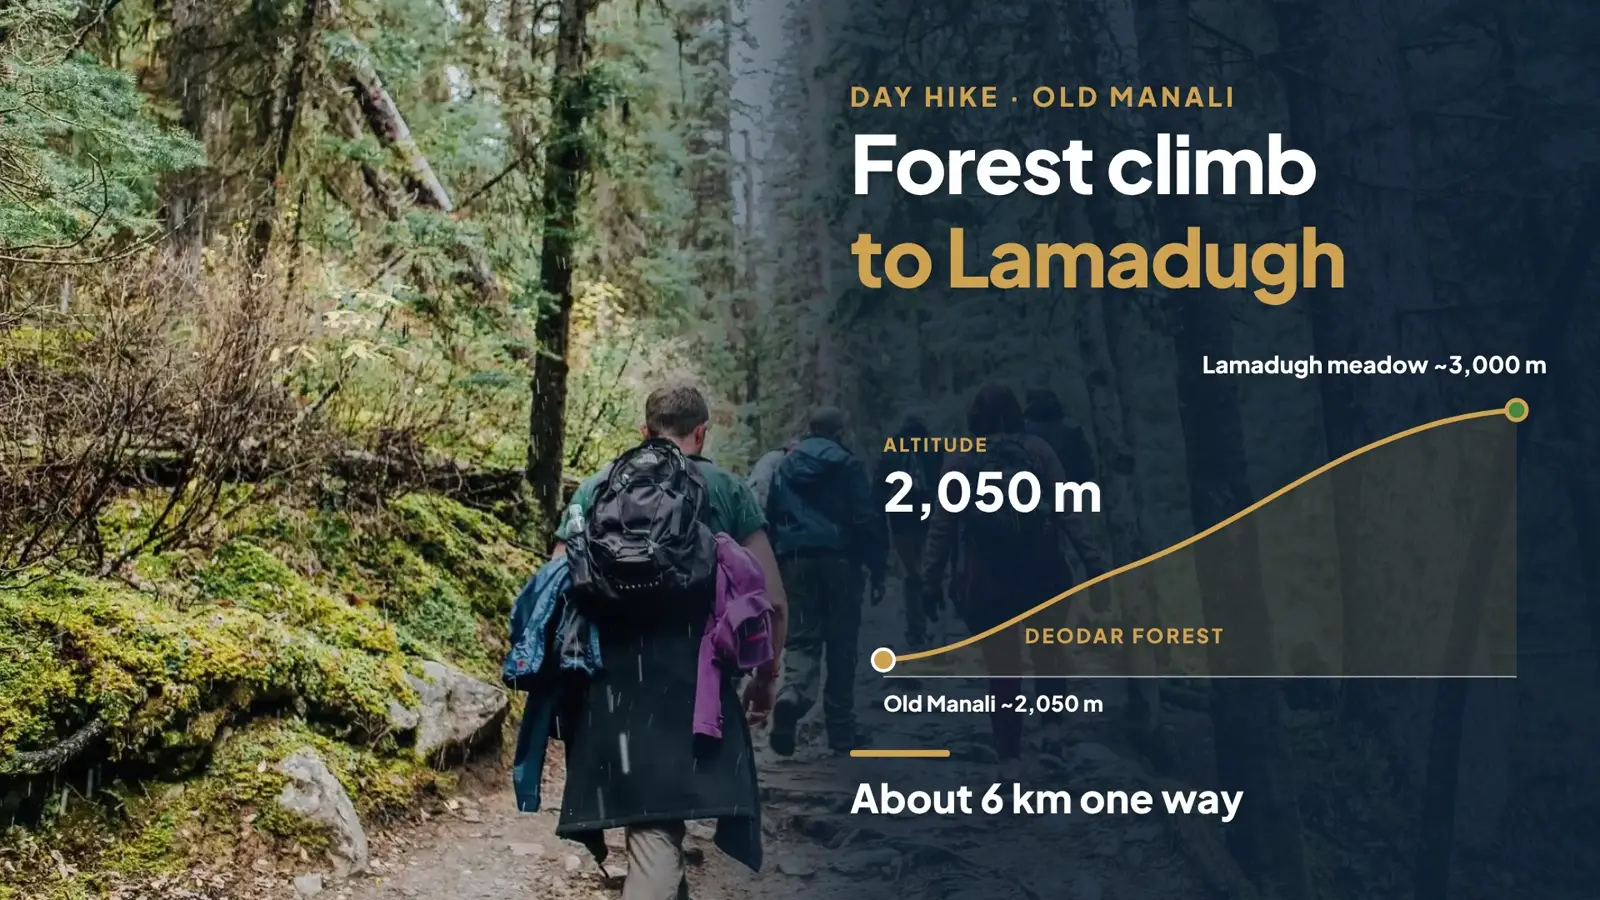 DAY HIKE · OLD MANALI
Forest climb
to Lamadugh
Lamadugh meadow ~3,000 m
ALTITUDE
2,050 m
DEODAR FOREST
Old Manali ~2,050 m
About 6 km one way